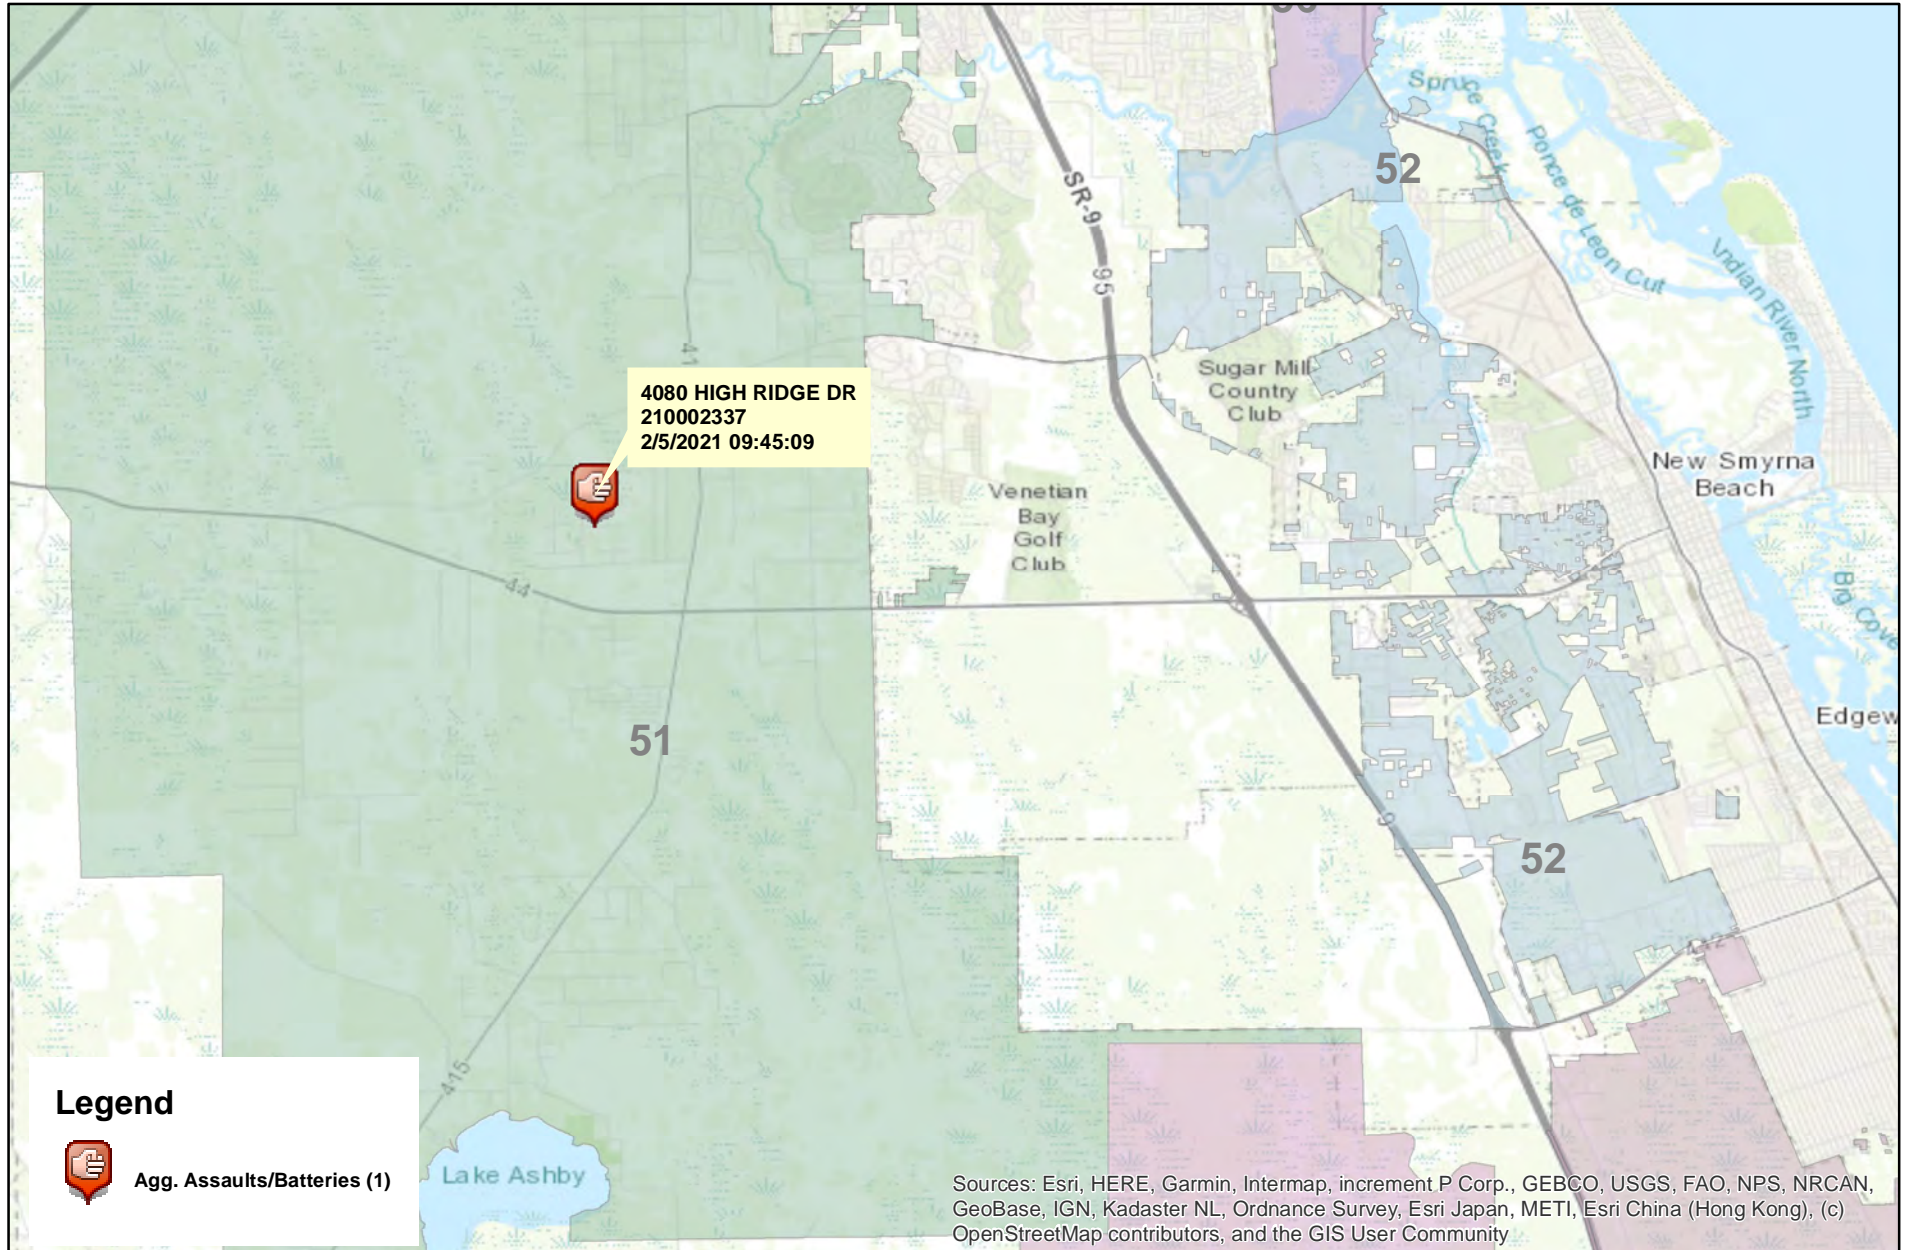 52
Spruce Creek
Ponce de Leon Cut
Indian River North
SR-9
95
41
4080 HIGH RIDGE DR
210002337
2/5/2021 09:45:09
Sugar Mill
Country
Club
New Smyrna
Beach
Venetian
Bay
Golf
Club
44
Big Cove
51
Edgew
9
52
415
Legend
Agg. Assaults/Batteries (1)
Lake Ashby
Sources: Esri, HERE, Garmin, Intermap, increment P Corp., GEBCO, USGS, FAO, NPS, NRCAN,
GeoBase, IGN, Kadaster NL, Ordnance Survey, Esri Japan, METI, Esri China (Hong Kong), (c)
OpenStreetMap contributors, and the GIS User Community